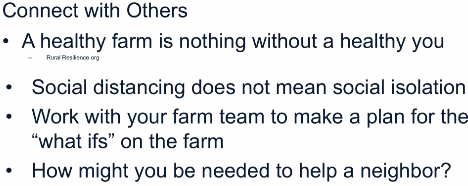 Connect with Others
• A healthy farm is nothing without a healthy you
– Rural Resilience.org
• Social distancing does not mean social isolation
• Work with your farm team to make a plan for the
“what ifs” on the farm
• How might you be needed to help a neighbor?